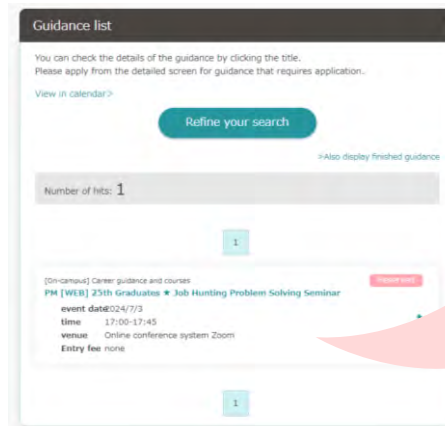 Guidance list
You can check the details of the guidance by clicking the title.
Please apply from the detailed screen for guidance that requires application.
View in calendar>
Refine your search
>Also display finished guidance
Number of hits: 1
1
[On-campus] Career guidance and courses
Reserved
PM [WEB] 25th Graduates ★ Job Hunting Problem Solving Seminar
event date2024/7/3
time 17:00-17:45
venue Online conference system Zoom
Entry fee none
1